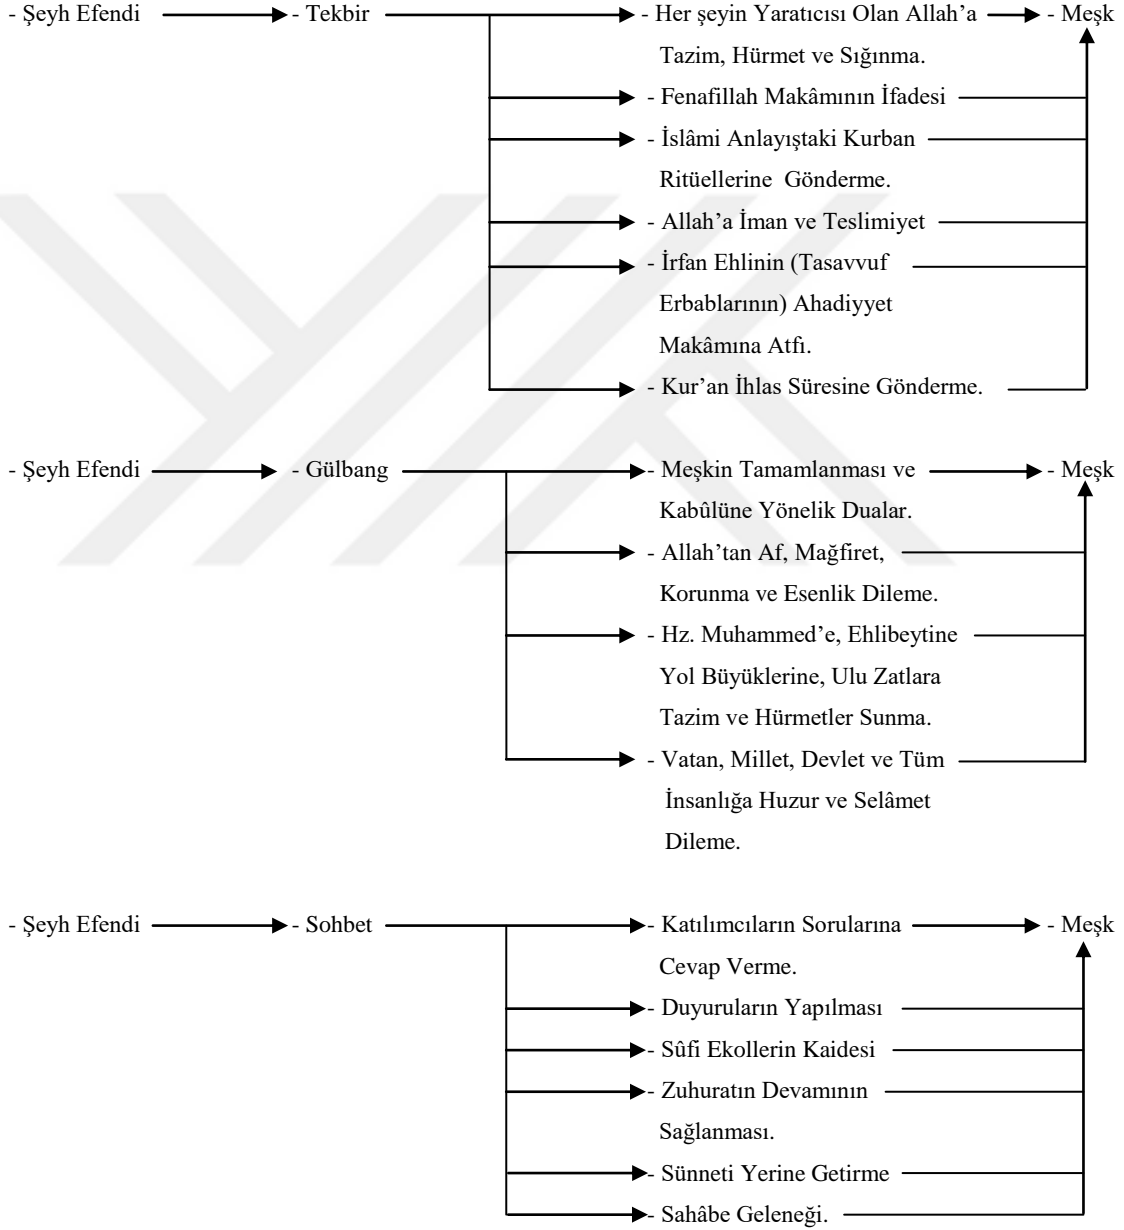 - Şeyh Efendi - Tekbir - Her şeyin Yaratıcısı Olan Allah’a - Meşk
Tazim, Hürmet ve Sığınma.
- Fenafillah Makâmının İfadesi
- İslâmi Anlayıştaki Kurban
Ritüellerine Gönderme.
- Allah’a İman ve Teslimiyet
- İrfan Ehlinin (Tasavvuf
Erbablarının) Ahadiyyet
Makâmına Atfı.
- Kur’an İhlas Süresine Gönderme.
- Şeyh Efendi - Gülbang - Meşkin Tamamlanması ve - Meşk
Kabûlüne Yönelik Dualar.
- Allah’tan Af, Mağfiret,
Korunma ve Esenlik Dileme.
- Hz. Muhammed’e, Ehlibeytine
Yol Büyüklerine, Ulu Zatlara
Tazim ve Hürmetler Sunma.
- Vatan, Millet, Devlet ve Tüm
İnsanlığa Huzur ve Selâmet
Dileme.
- Şeyh Efendi - Sohbet - Katılımcıların Sorularına - Meşk
Cevap Verme.
- Duyuruların Yapılması
- Sûfi Ekollerin Kaidesi
- Zuhuratın Devamının
Sağlanması.
- Sünneti Yerine Getirme
- Sahâbe Geleneği.